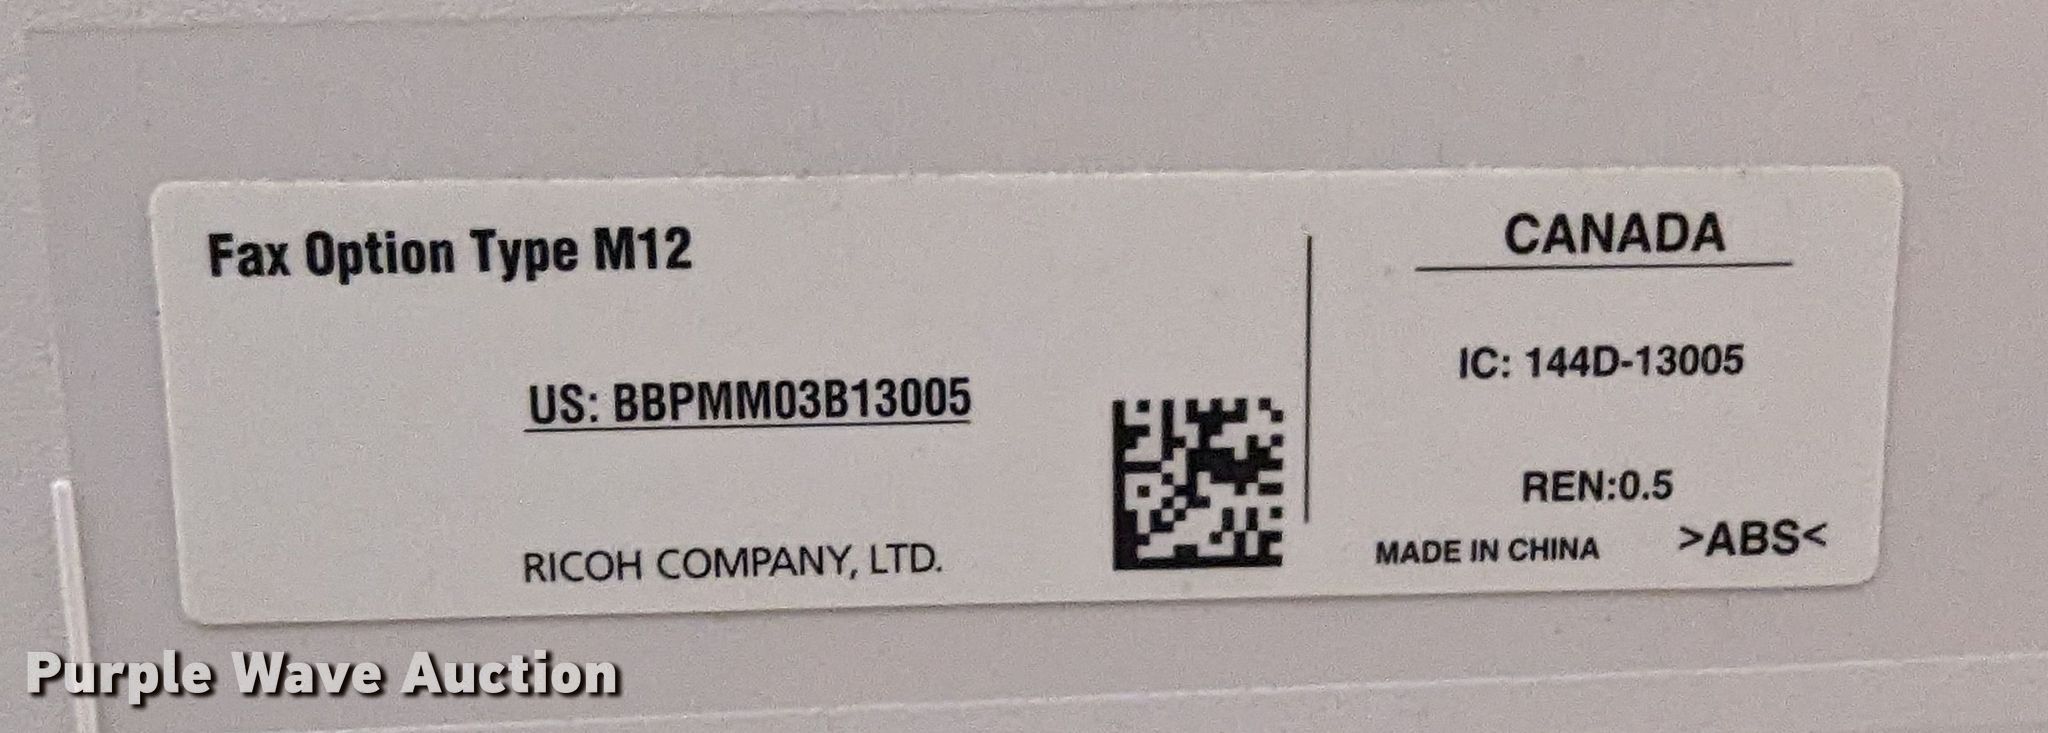 Fax Option Type M12
US: BBPMM03B13005
RICOH COMPANY, LTD.
CANADA
IC: 144D-13005
REN:0.5
MADE IN CHINA >ABS<
Purple Wave Auction